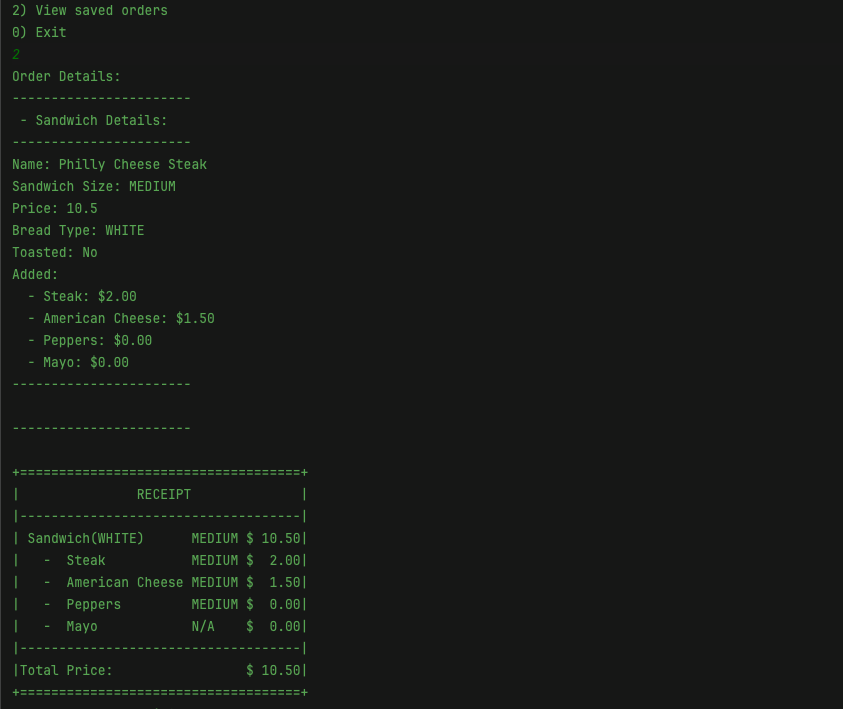 2) View saved orders
0) Exit
2
Order Details:
-----------------------
 - Sandwich Details:
-----------------------
Name: Philly Cheese Steak
Sandwich Size: MEDIUM
Price: 10.5
Bread Type: WHITE
Toasted: No
Added:
  - Steak: $2.00
  - American Cheese: $1.50
  - Peppers: $0.00
  - Mayo: $0.00
-----------------------

-----------------------

+====================================+
|               RECEIPT              |
|------------------------------------|
| Sandwich(WHITE)      MEDIUM $ 10.50|
|   -  Steak           MEDIUM $  2.00|
|   -  American Cheese MEDIUM $  1.50|
|   -  Peppers         MEDIUM $  0.00|
|   -  Mayo            N/A    $  0.00|
|------------------------------------|
|Total Price:                 $ 10.50|
+====================================+